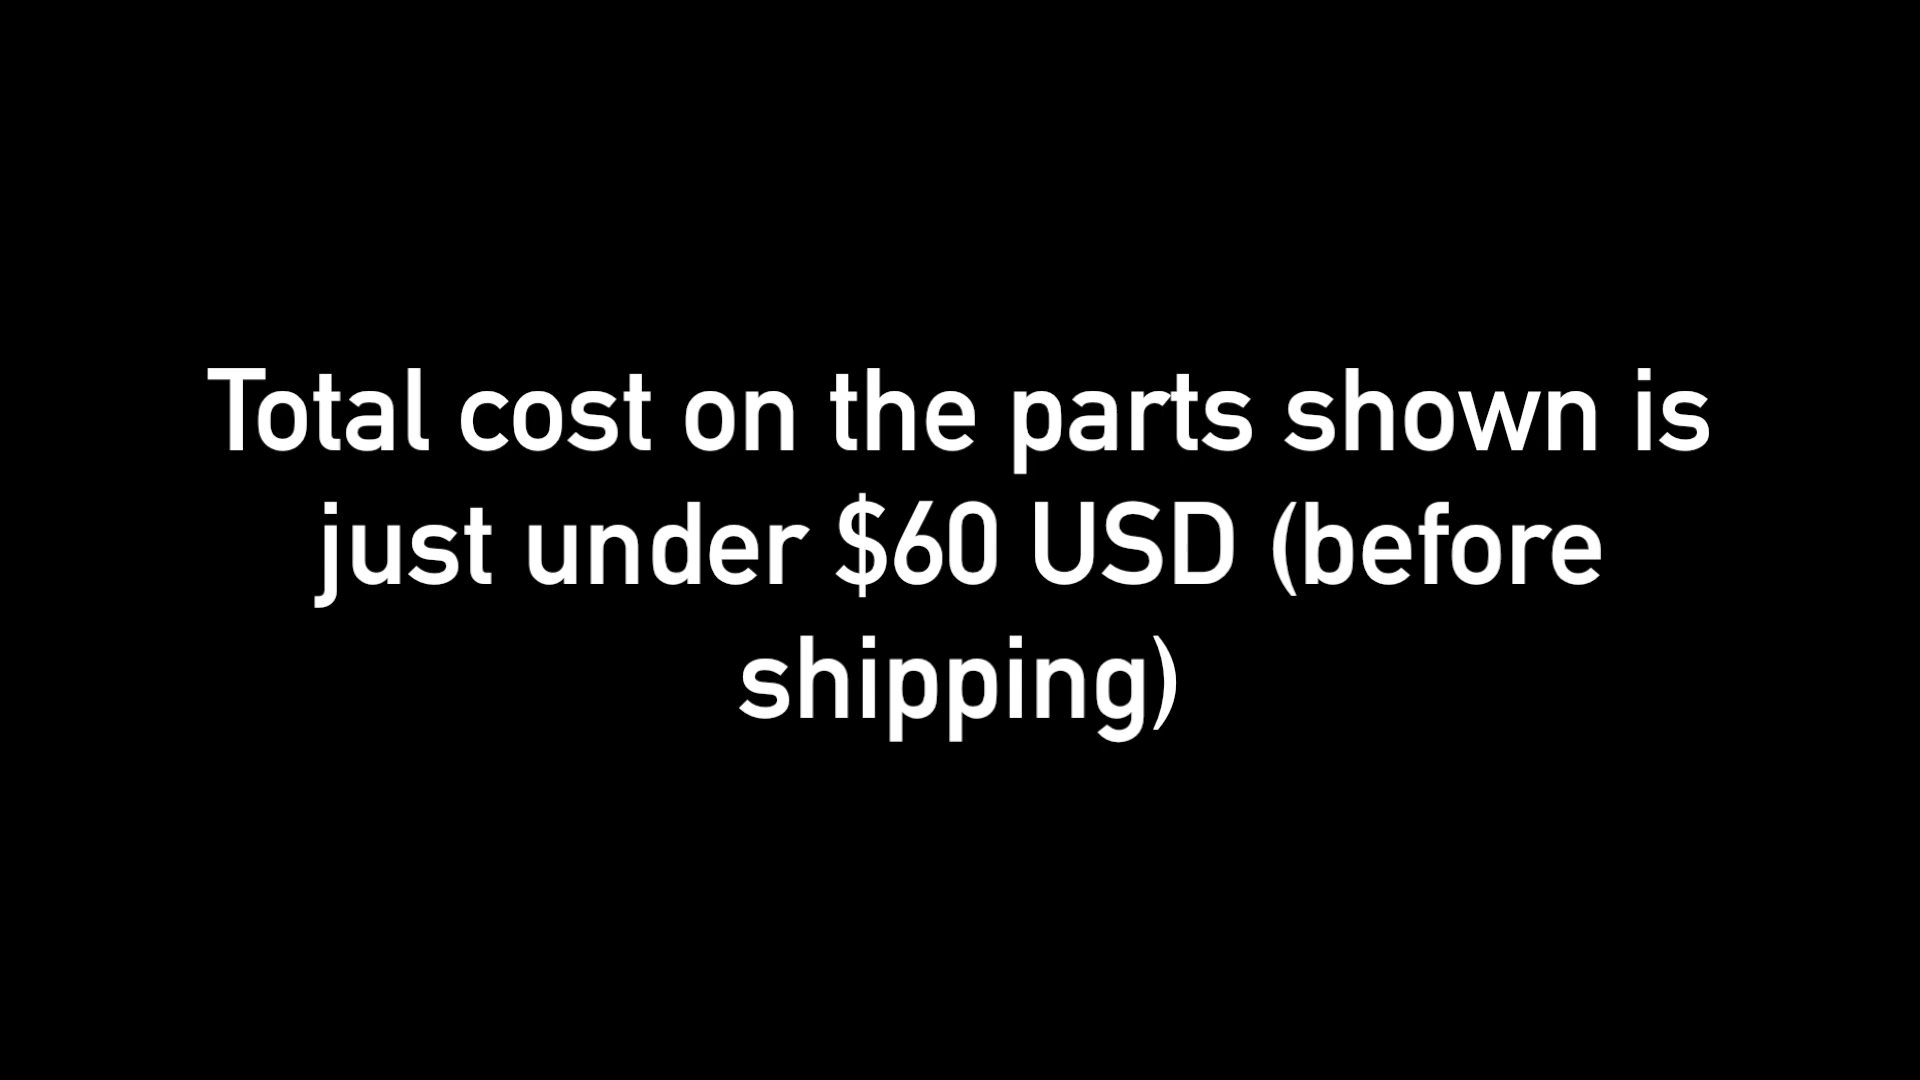 Total cost on the parts shown is
just under $60 USD (before
shipping)